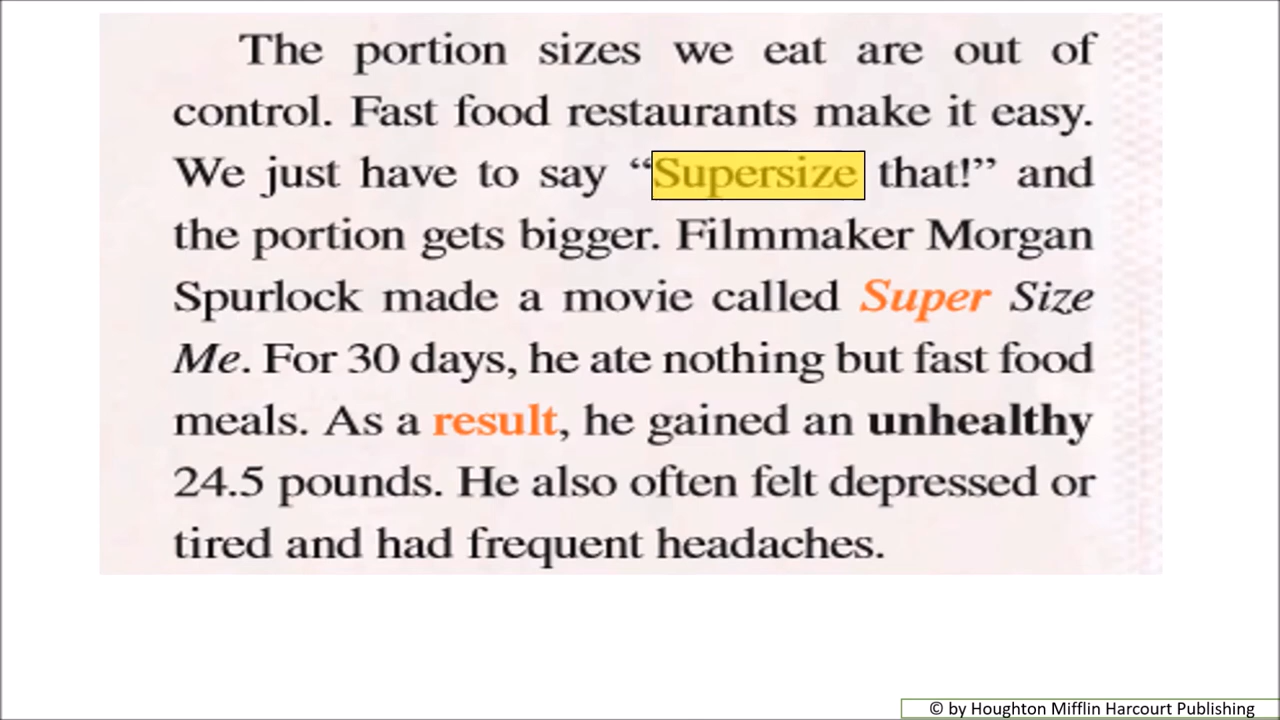 The portion sizes we eat are out of
control. Fast food restaurants make it easy.
We just have to say “Supersize that!” and
the portion gets bigger. Filmmaker Morgan
Spurlock made a movie called Super Size
Me. For 30 days, he ate nothing but fast food
meals. As a result, he gained an unhealthy
24.5 pounds. He also often felt depressed or
tired and had frequent headaches.
© by Houghton Mifflin Harcourt Publishing